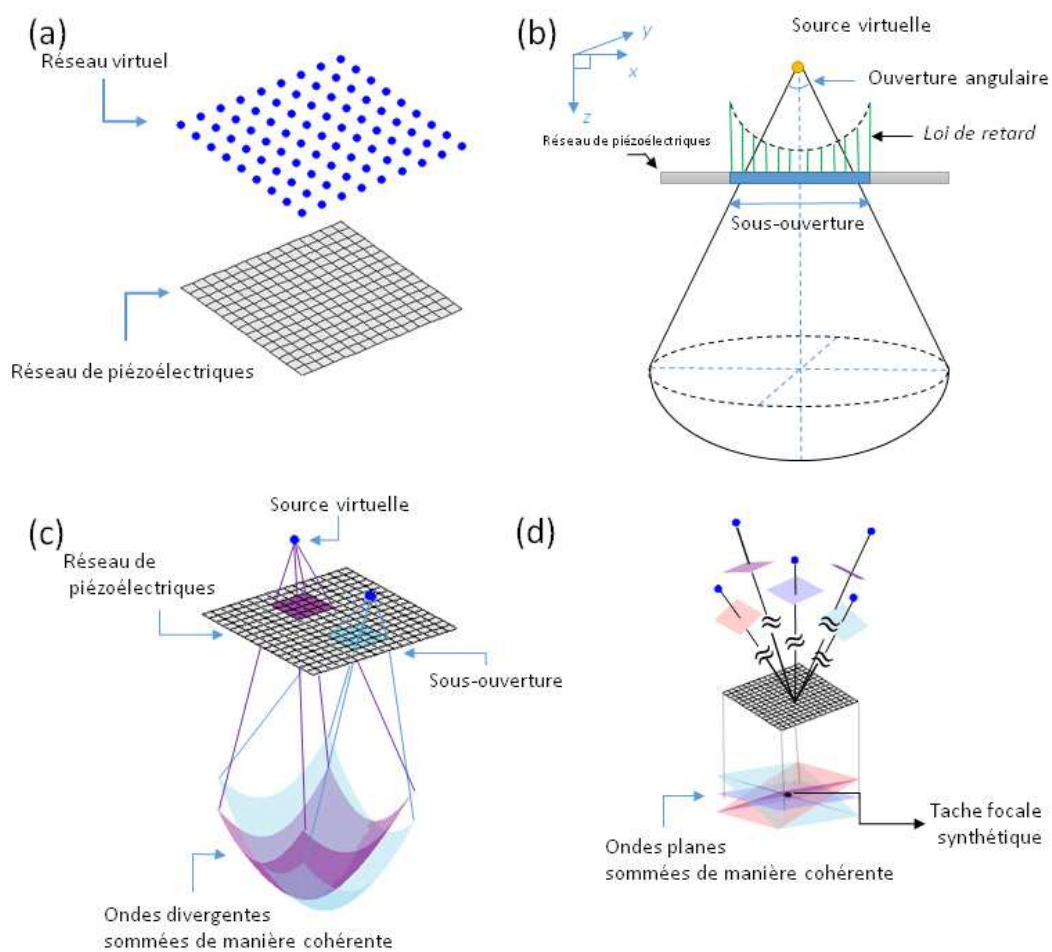 (a)
Réseau virtuel
Réseau de piézoélectriques
(b)
Source virtuelle
y
x
z
Ouverture angulaire
Réseau de piézoélectriques
Loi de retard
Sous-ouverture
(c)
Source virtuelle
Réseau de
piézoélectriques
Sous-ouverture
Ondes divergentes
sommées de manière cohérente
(d)
Tache focale
synthétique
Ondes planes
sommées de manière cohérente